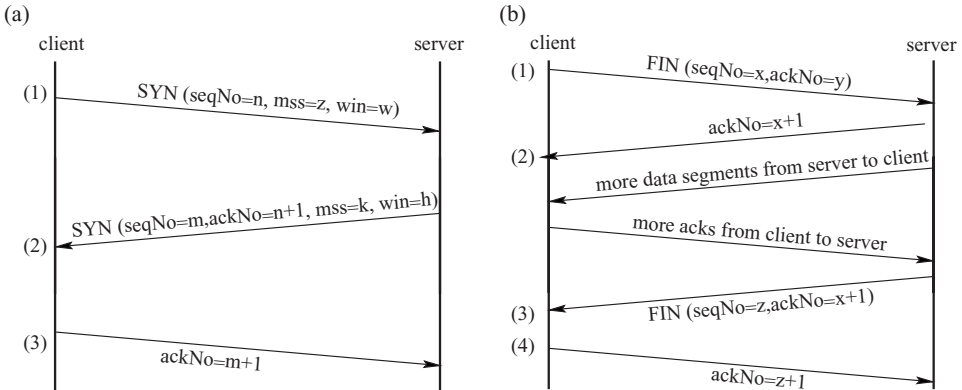 (a)
client server
(1) SYN (seqNo=n, mss=z, win=w)
SYN (seqNo=m,ackNo=n+1, mss=k, win=h)
(2)
(3)
ackNo=m+1
(b)
client server
(1) FIN (seqNo=x,ackNo=y)
ackNo=x+1
(2)
more data segments from server to client
more acks from client to server
(3) FIN (seqNo=z,ackNo=x+1)
(4)
ackNo=z+1